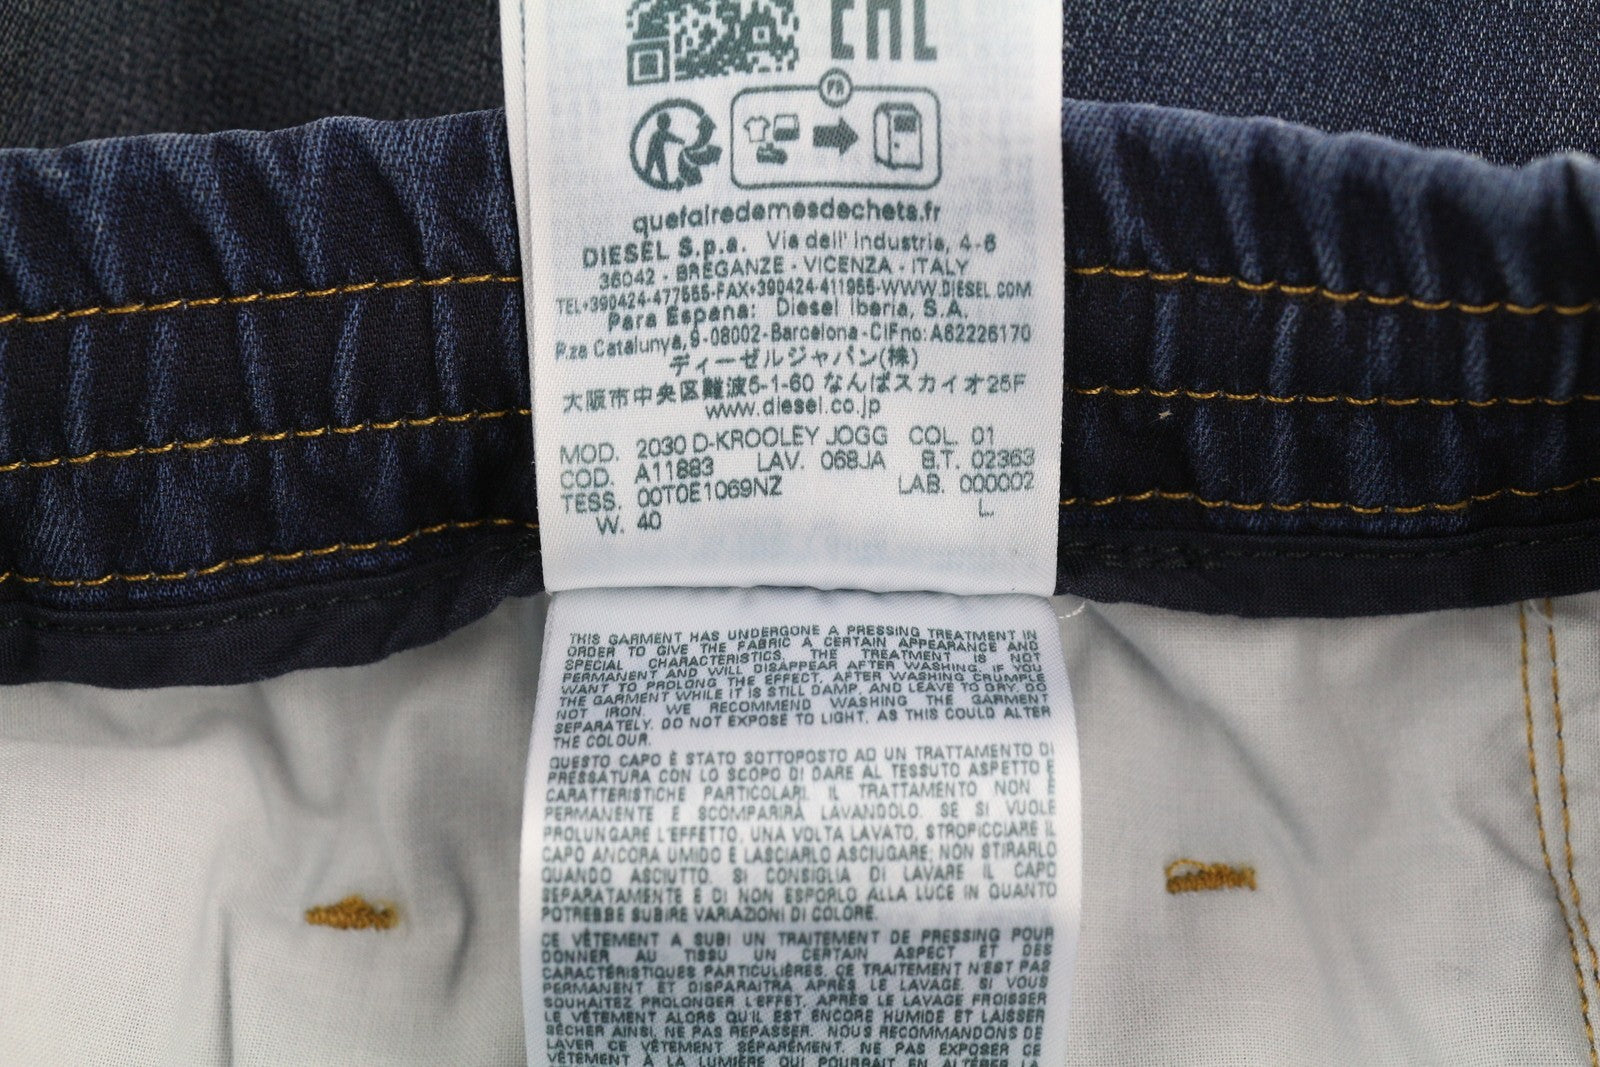 EAC
FR
quefairedemesdechets.fr
DIESEL S.p.a. Via dell' Industria, 4-6
36042 - BREGANZE - VICENZA - ITALY
TEL+390424-477555-FAX+390424-411955-WWW.DIESEL.COM
Para Espana: Diesel Iberia, S.A.
P.za Catalunya, 9-08002-Barcelona-CIFno: A62226170
ディーゼルジャパン(株)
大阪市中央区難波5-1-60 なんばスカイオ25F
www.diesel.co.jp
MOD. 2030 D-KROOLEY JOGG COL. 01
COD. A11883 LAV. 068JA B.T. 02363
TESS. 00T0E1069NZ LAB. 000002
W. 40 L.
THIS GARMENT HAS UNDERGONE A PRESSING TREATMENT IN
ORDER TO GIVE THE FABRIC A CERTAIN APPEARANCE AND
SPECIAL CHARACTERISTICS. THE TREATMENT IS NOT
PERMANENT AND WILL DISAPPEAR AFTER WASHING. IF YOU
WANT TO PROLONG THE EFFECT, AFTER WASHING CRUMPLE
THE GARMENT WHILE IT IS STILL DAMP, AND LEAVE TO DRY. DO
NOT IRON. WE RECOMMEND WASHING THE GARMENT
SEPARATELY. DO NOT EXPOSE TO LIGHT, AS THIS COULD ALTER
THE COLOUR.
QUESTO CAPO È STATO SOTTOPOSTO AD UN TRATTAMENTO DI
PRESSATURA CON LO SCOPO DI DARE AL TESSUTO ASPETTO E
CARATTERISTICHE PARTICOLARI. IL TRATTAMENTO NON È
PERMANENTE E SCOMPARIRÀ LAVANDOLO. SE SI VUOLE
PROLUNGARE L'EFFETTO, UNA VOLTA LAVATO, STROPICCIARE IL
CAPO ANCORA UMIDO E LASCIARLO ASCIUGARE; NON STIRARLO
QUANDO ASCIUTTO. SI CONSIGLIA DI LAVARE IL CAPO
SEPARATAMENTE E DI NON ESPORLO ALLA LUCE IN QUANTO
POTREBBE SUBIRE VARIAZIONI DI COLORE.
CE VÊTEMENT A SUBI UN TRAITEMENT DE PRESSING POUR
DONNER AU TISSU UN CERTAIN ASPECT ET DES
CARACTÉRISTIQUES PARTICULIÈRES. CE TRAITEMENT N'EST PAS
PERMANENT ET DISPARAITRA APRÈS LE LAVAGE. SI VOUS
SOUHAITEZ PROLONGER L'EFFET, APRÈS LE LAVAGE FROISSER
LE VÊTEMENT ALORS QU'IL EST ENCORE HUMIDE ET LAISSER
SÉCHER AINSI, NE PAS REPASSER. NOUS RECOMMANDONS DE
LAVER CE VÊTEMENT SÉPARÉMENT. NE PAS EXPOSER CE
VÊTEMENT À LA LUMIÈRE QUI POURRAIT EN ALTÉRER LA